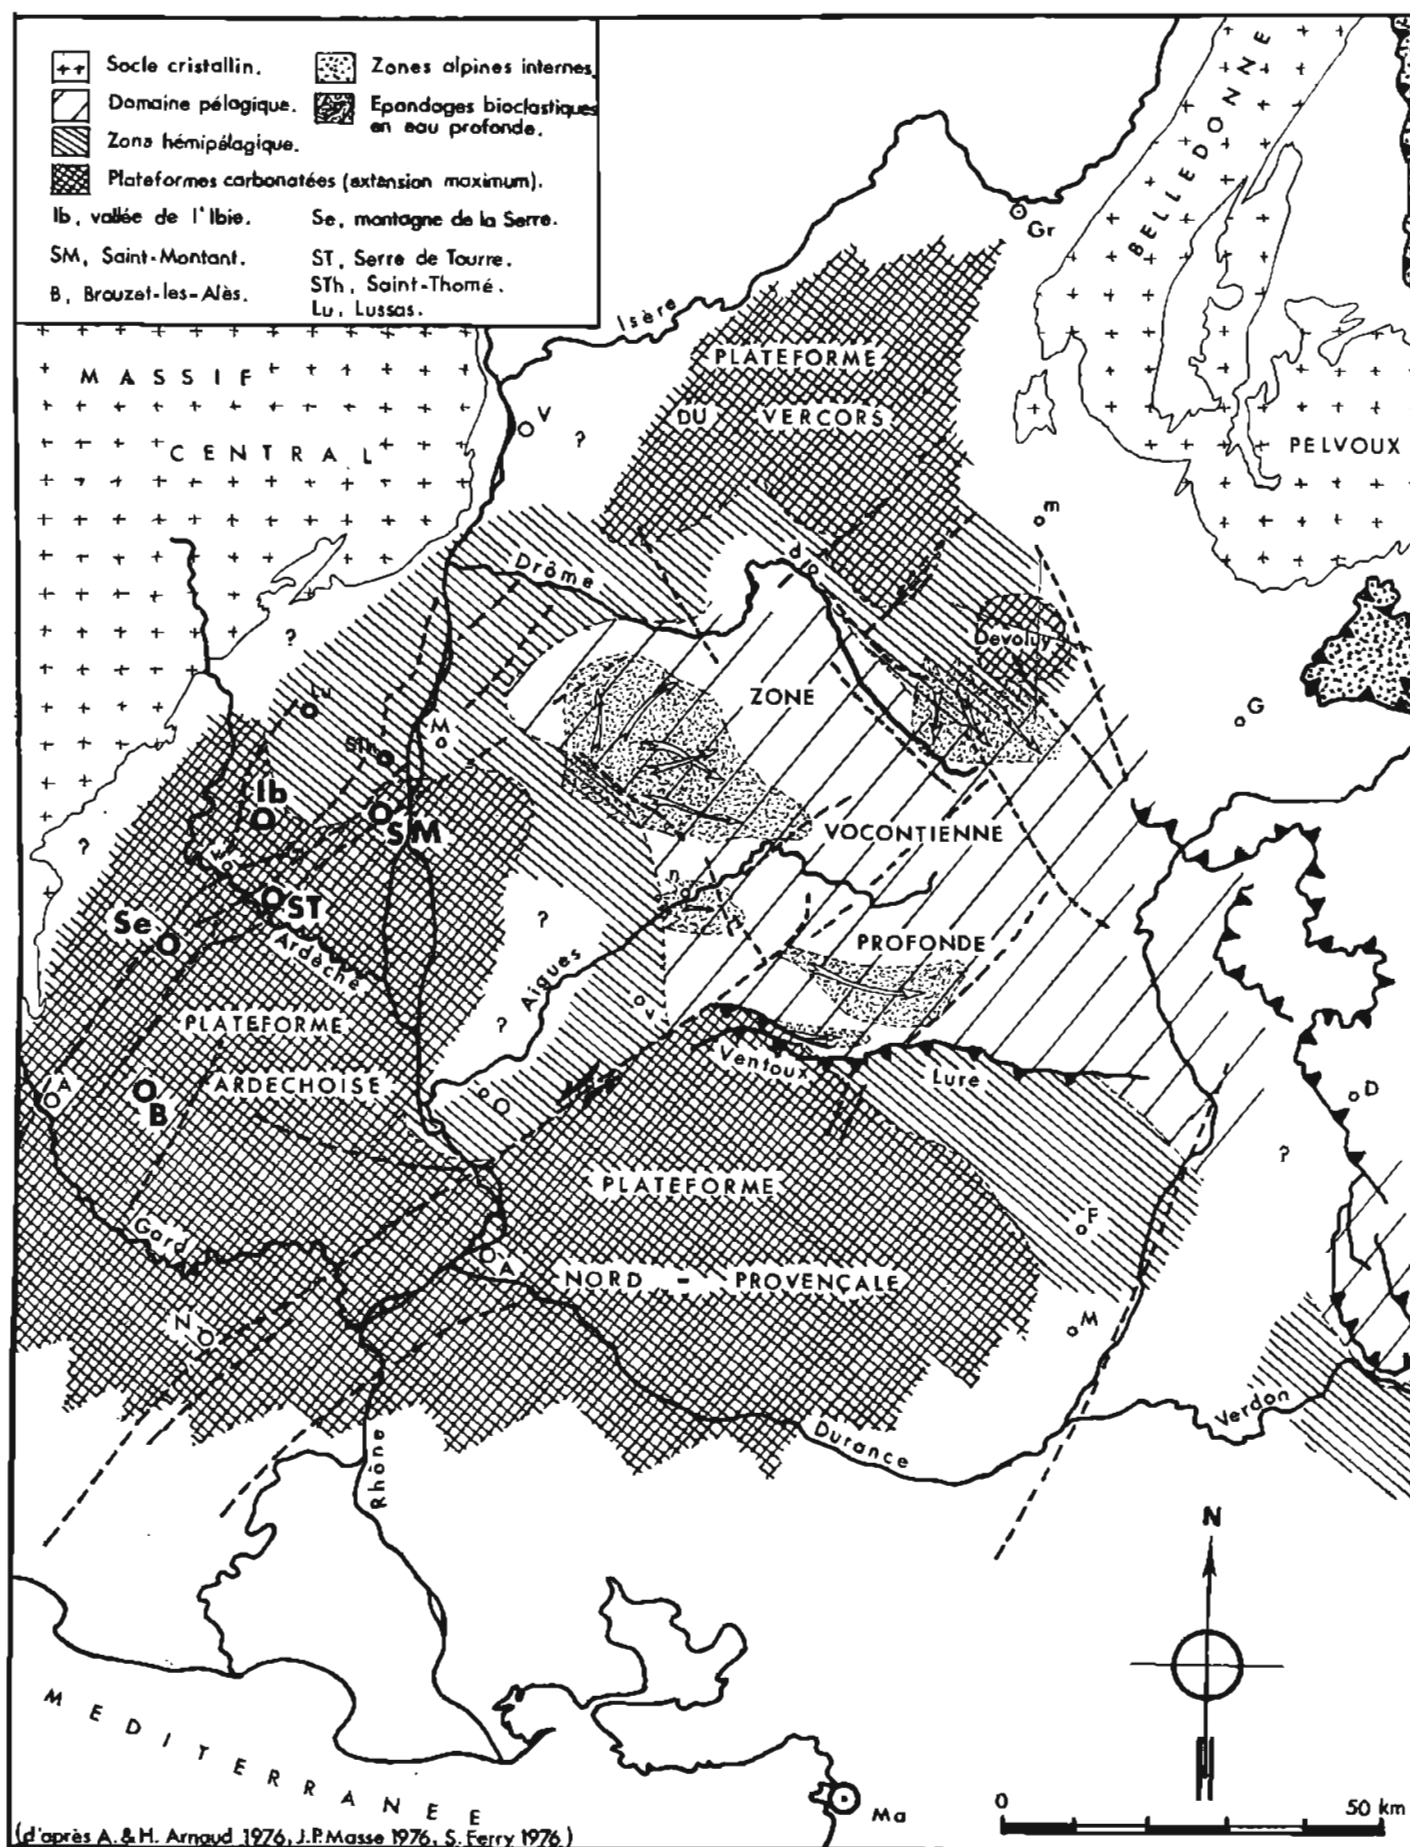 Socle cristallin.
Domaine pélagique.
Zone hémipélagique.
Plateformes carbonatées (extension maximum).
Zones alpines internes.
Epandages bioclastiques
en eau profonde.
Ib, vallée de l'Ibie.
Se, montagne de la Serre.
SM, Saint-Montant.
ST, Serre de Tourre.
STh, Saint-Thomé.
B, Brouzet-les-Alès.
Lu, Lussas.
BELLEDONNE
Gr
Isère
PLATEFORME
DU VERCORS
MASSIF
CENTRAL
V
?
PELVOUX
m
Drôme
d
?
Devoluy
Lu
ZONE
G
M
STh
Ib
SM
VOCONTIENNE
?
v
n
ST
Se
?
PROFONDE
Ardèche
Aigues
v
PLATEFORME
?
Ventoux
Lure
ARDECHOISE
A
B
O
D
?
PLATEFORME
F
Gard
A
NORD - PROVENÇALE
N
M
Verdon
Durance
Rhône
N
MEDITERRANEE
Ma
0 50 km
(d'après A. & H. Arnaud 1976, J.P. Masse 1976, S. Ferry 1976)